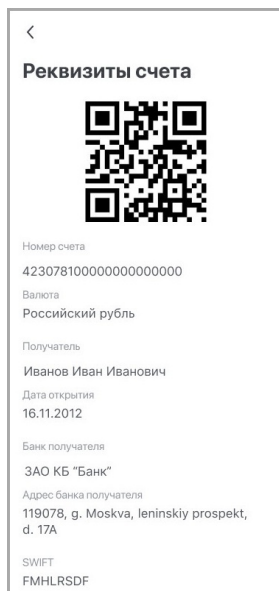 Реквизиты счета
Номер счета
423078100000000000000
Валюта
Российский рубль
Получатель
Иванов Иван Иванович
Дата открытия
16.11.2012
Банк получателя
ЗАО КБ "Банк"
Адрес банка получателя
119078, g. Moskva, leninskiy prospekt,
d. 17A
SWIFT
FMHLRSDF